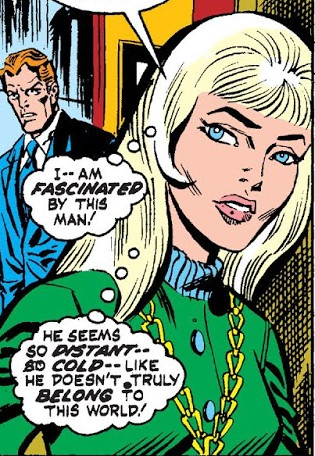 I-- AM
FASCINATED
BY THIS
MAN!
HE SEEMS
SO DISTANT--
SO COLD-- LIKE
HE DOESN'T TRULY
BELONG TO
THIS WORLD!